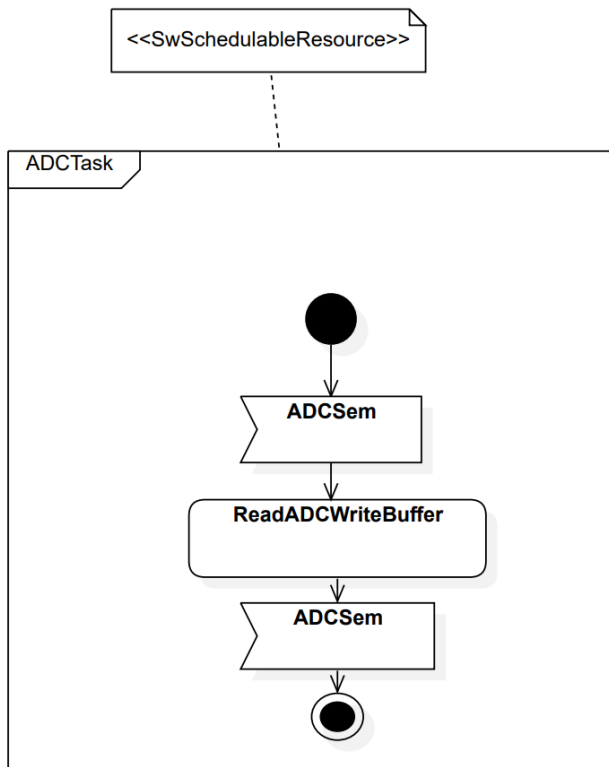 <<SwSchedulableResource>>
ADCTask
ADCSem
ReadADCWriteBuffer
ADCSem